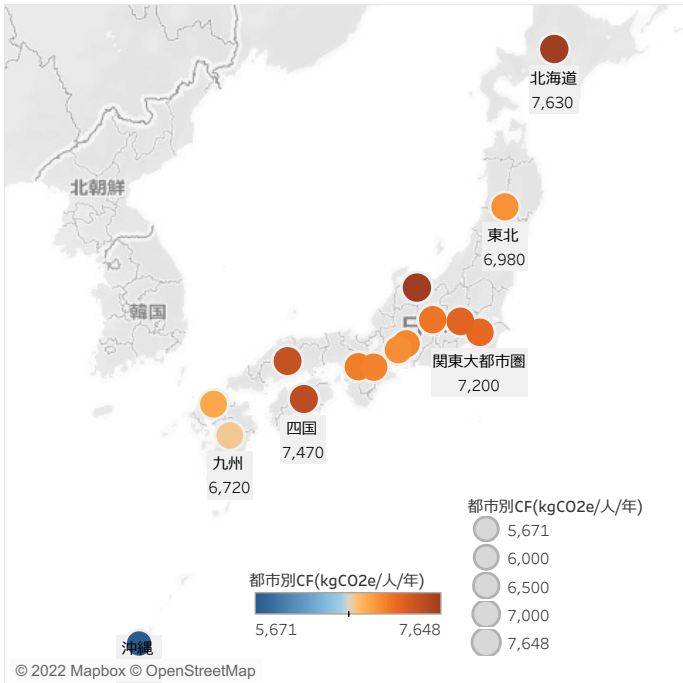 北海道
7,630
北朝鮮
東北
6,980
韓国
関東大都市圏
7,200
四国
7,470
九州
6,720
都市別CF(kgCO2e/人/年)
5,671
6,000
6,500
7,000
7,648
都市別CF(kgCO2e/人/年)
5,671 7,648
沖縄
© 2022 Mapbox © OpenStreetMap